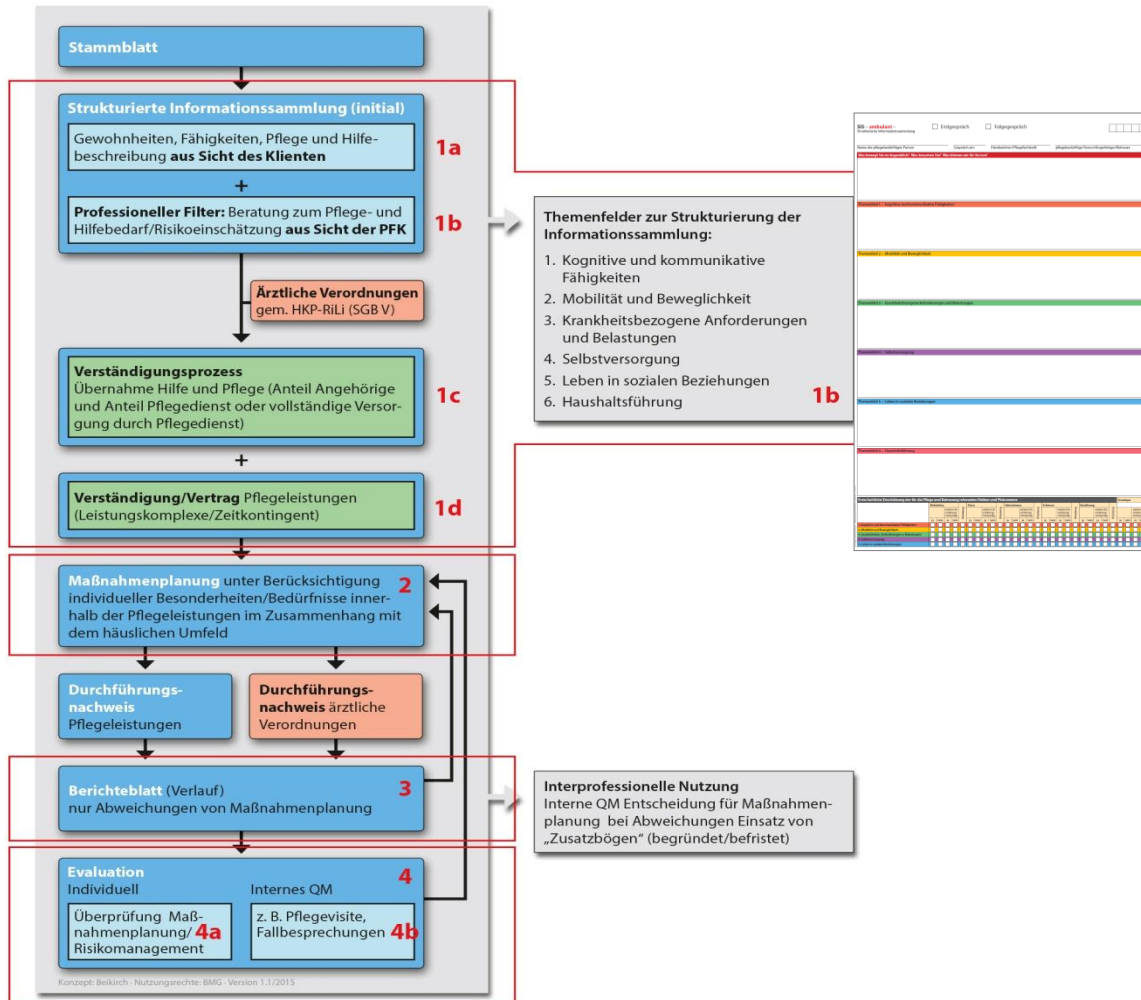 Stammblatt
Strukturierte Informationssammlung (initial)
Gewohnheiten, Fähigkeiten, Pflege und Hilfe-
beschreibung aus Sicht des Klienten
1a
+
Professioneller Filter: Beratung zum Pflege- und
Hilfebedarf/Risikoeinschätzung aus Sicht der PFK
1b
Ärztliche Verordnungen
gem. HKP-RiLi (SGB V)
Verständigungsprozess
Übernahme Hilfe und Pflege (Anteil Angehörige
und Anteil Pflegedienst oder vollständige Versor-
gung durch Pflegedienst)
1c
+
Verständigung/Vertrag Pflegeleistungen
(Leistungskomplexe/Zeitkontingent)
1d
Maßnahmenplanung unter Berücksichtigung
individueller Besonderheiten/Bedürfnisse inner-
halb der Pflegeleistungen im Zusammenhang mit
dem häuslichen Umfeld
2
Durchführungs-
nachweis
Pflegeleistungen
Durchführungs-
nachweis ärztliche
Verordnungen
Berichteblatt (Verlauf)
nur Abweichungen von Maßnahmenplanung
3
Evaluation
4
Individuell
Überprüfung Maß-
nahmenplanung/
Risikomanagement
4a
Internes QM
z. B. Pflegevisite,
Fallbesprechungen
4b
Konzept: Beikirch · Nutzungsrechte: BMG · Version 1.1/2015
Themenfelder zur Strukturierung der
Informationssammlung:
1. Kognitive und kommunikative
Fähigkeiten
2. Mobilität und Beweglichkeit
3. Krankheitsbezogene Anforderungen
und Belastungen
4. Selbstversorgung
5. Leben in sozialen Beziehungen
6. Haushaltsführung
1b
Interprofessionelle Nutzung
Interne QM Entscheidung für Maßnahmen-
planung bei Abweichungen Einsatz von
„Zusatzbögen“ (begründet/befristet)
SIS - ambulant -
Strukturierte Informationssammlung
Erstgespräch
Folgegespräch